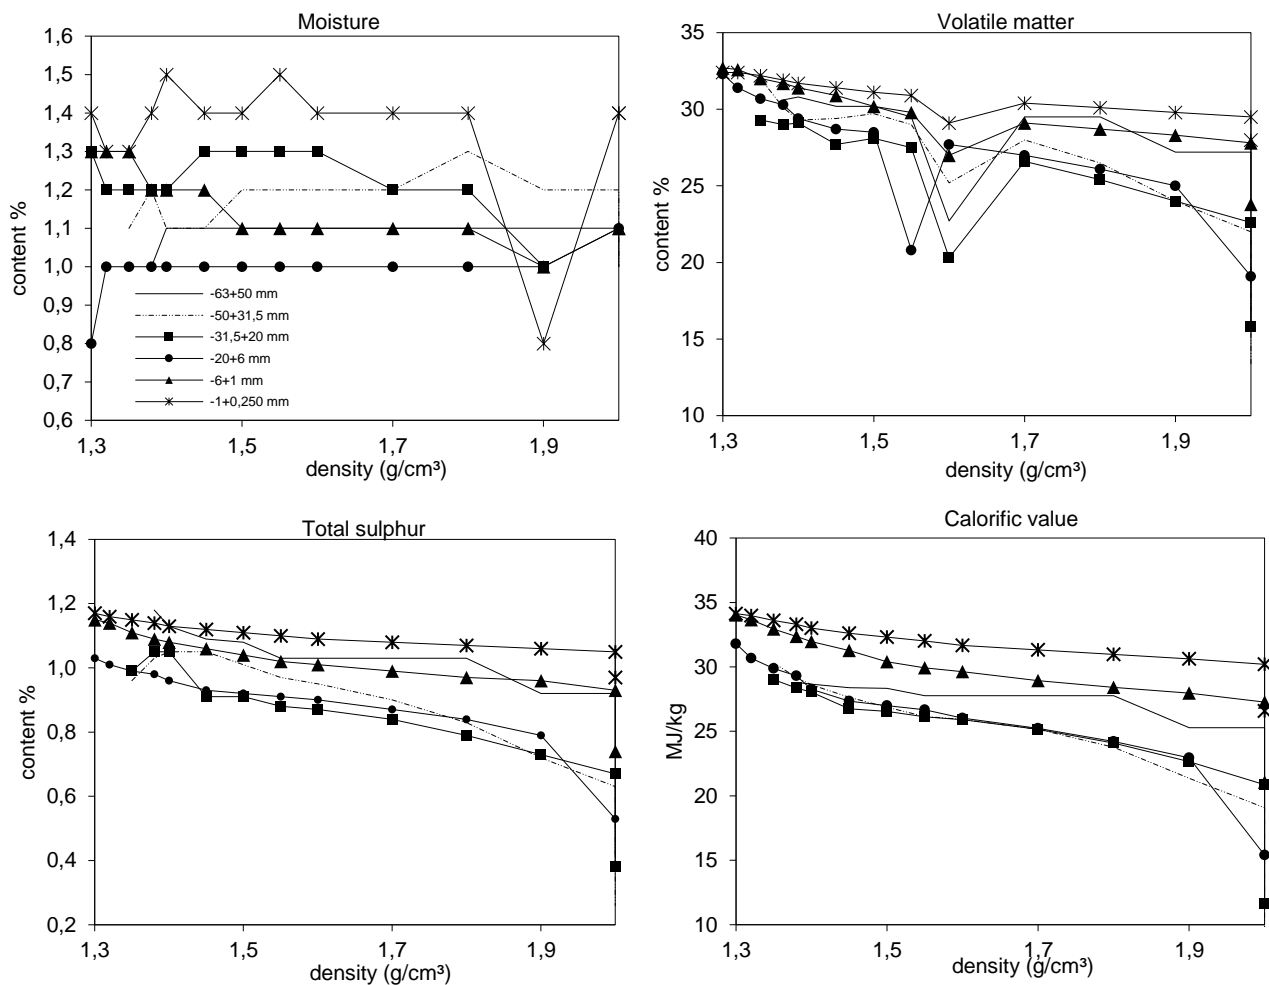 Moisture
1,6
1,5
1,4
1,3
1,2
1,1
1,0
0,9
0,8
0,7
0,6
content %
1,3 1,5 1,7 1,9
density (g/cm³)
-63+50 mm
-50+31,5 mm
-31,5+20 mm
-20+6 mm
-6+1 mm
-1+0,250 mm
Volatile matter
35
30
25
20
15
10
content %
1,3 1,5 1,7 1,9
density (g/cm³)
Total sulphur
1,4
1,2
1,0
0,8
0,6
0,4
0,2
content %
1,3 1,5 1,7 1,9
density (g/cm³)
Calorific value
40
35
30
25
20
15
10
MJ/kg
1,3 1,5 1,7 1,9
density (g/cm³)